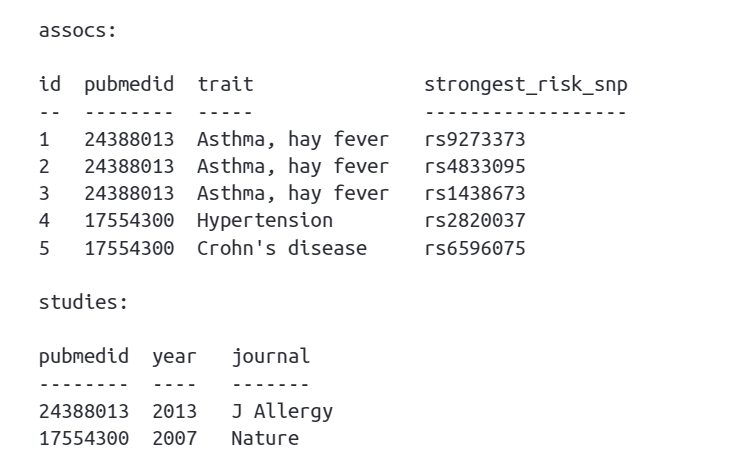 assocs:
id pubmedid trait strongest_risk_snp
-- -------- ----- ------------------
1 24388013 Asthma, hay fever rs9273373
2 24388013 Asthma, hay fever rs4833095
3 24388013 Asthma, hay fever rs1438673
4 17554300 Hypertension rs2820037
5 17554300 Crohn's disease rs6596075
studies:
pubmedid year journal
-------- ---- -------
24388013 2013 J Allergy
17554300 2007 Nature